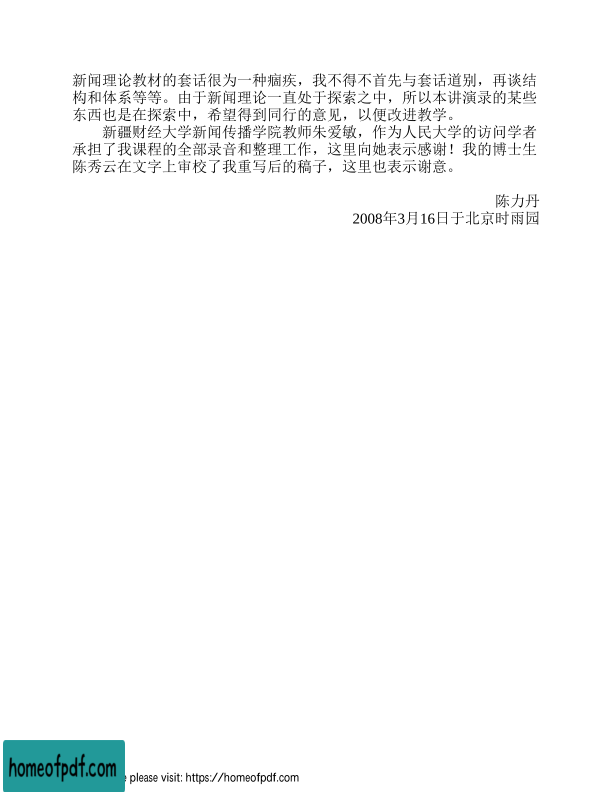 新闻理论教材的套话很为一种痼疾，我不得不首先与套话道别，再谈结
构和体系等等。由于新闻理论一直处于探索之中，所以本讲演录的某些
东西也是在探索中，希望得到同行的意见，以便改进教学。
新疆财经大学新闻传播学院教师朱爱敏，作为人民大学的访问学者
承担了我课程的全部录音和整理工作，这里向她表示感谢！我的博士生
陈秀云在文字上审校了我重写后的稿子，这里也表示谢意。
陈力丹
2008年3月16日于北京时雨园
homeofpdf.com
e please visit: https://homeofpdf.com